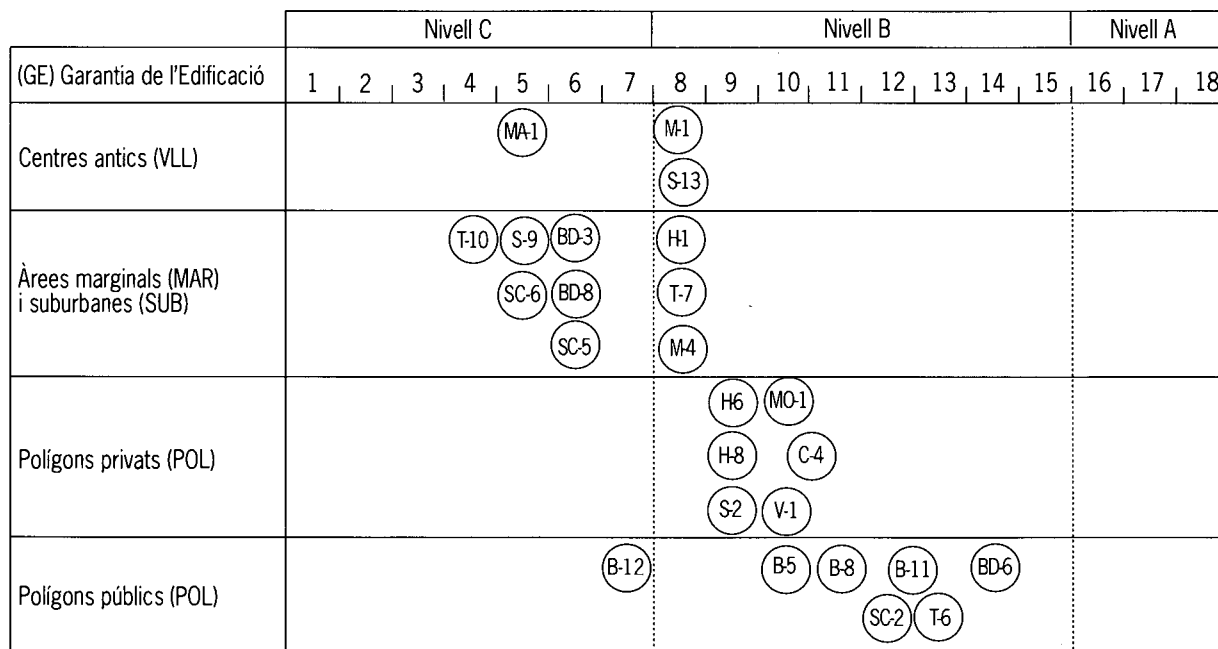 Nivell C Nivell B Nivell A
(GE) Garantía de l'Edificació 1 2 3 4 5 6 7 8 9 10 11 12 13 14 15 16 17 18
MA-1 M-1
Centres antics (VLL)
S-13
T-10 S-9 BD-3 H-1
Àrees marginals (MAR)
i suburbanes (SUB)
SC-6 BD-8 T-7
SC-5 M-4
H-6 MO-1
Polígons privats (POL) H-8 C-4
S-2 V-1
B-12 B-5 B-8 B-11 BD-6
Polígons públics (POL)
SC-2 T-6